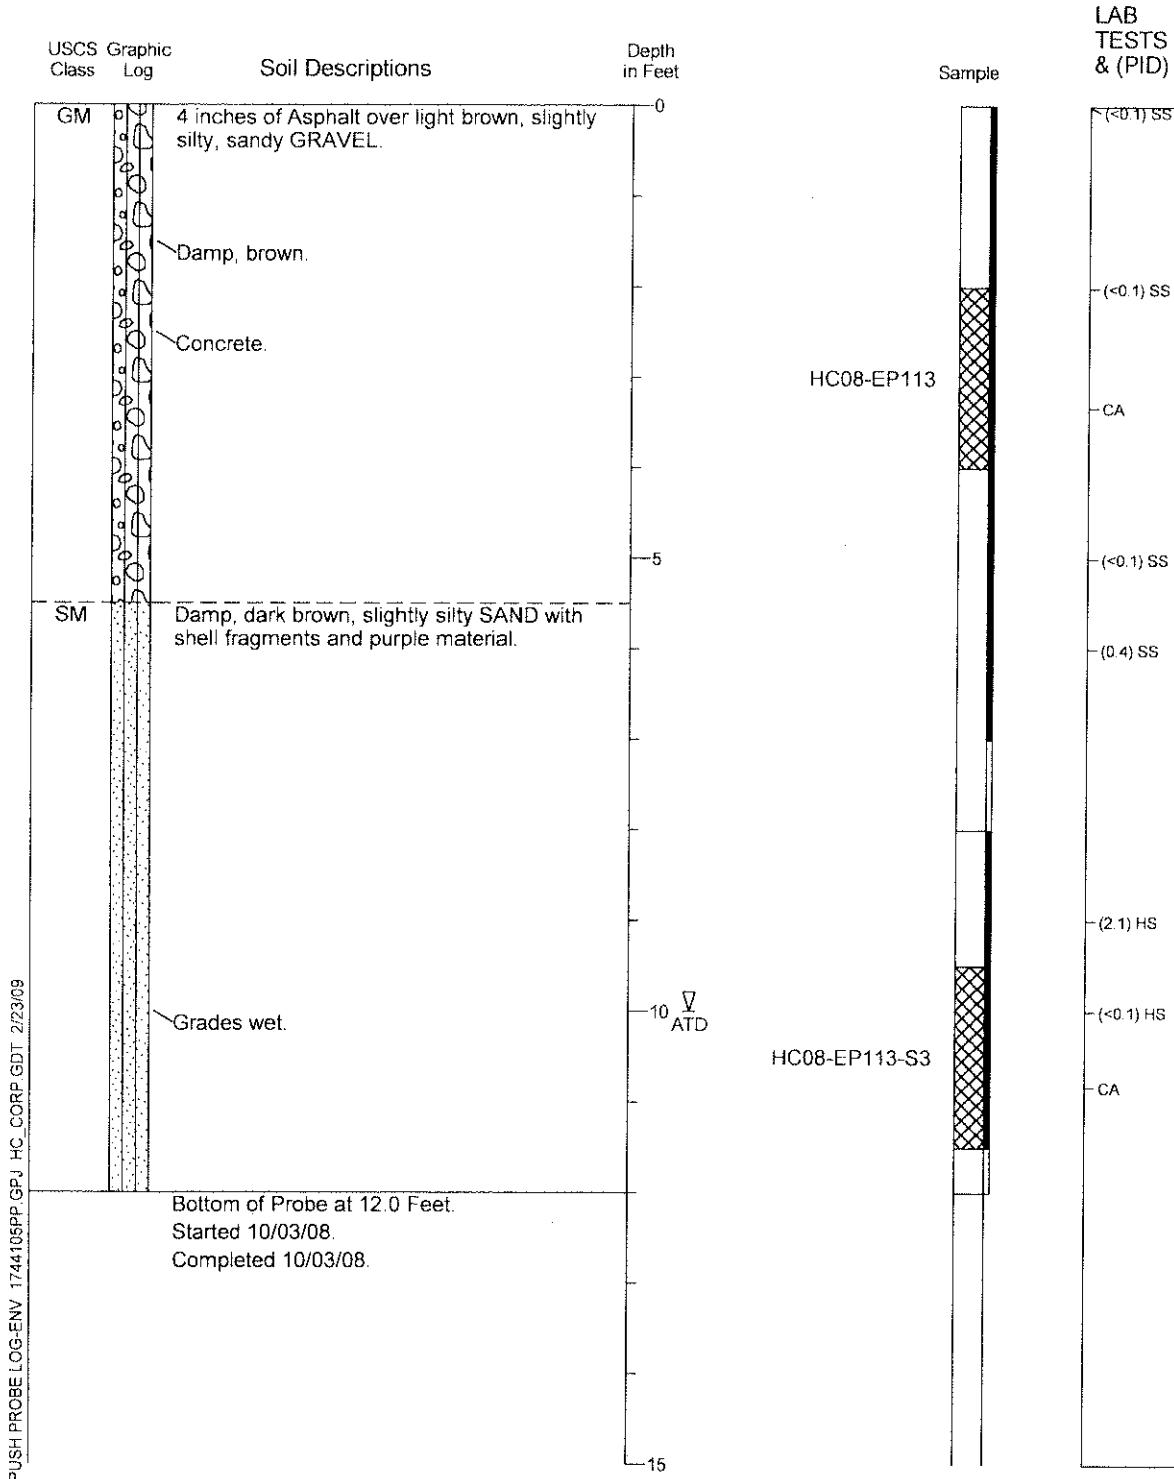 USCS Class
Graphic Log
Soil Descriptions
Depth in Feet
Sample
LAB
TESTS
& (PID)
GM
4 inches of Asphalt over light brown, slightly
silty, sandy GRAVEL.
0
(<0.1) SS
Damp, brown.
(<0.1) SS
Concrete.
HC08-EP113
CA
5
(<0.1) SS
SM
Damp, dark brown, slightly silty SAND with
shell fragments and purple material.
(0.4) SS
(2.1) HS
Grades wet.
10
ATD
(<0.1) HS
HC08-EP113-S3
CA
Bottom of Probe at 12.0 Feet.
Started 10/03/08.
Completed 10/03/08.
15
PUSH PROBE LOG-ENV 1744105PP.GPJ HC_CORP.GDT 2/23/09